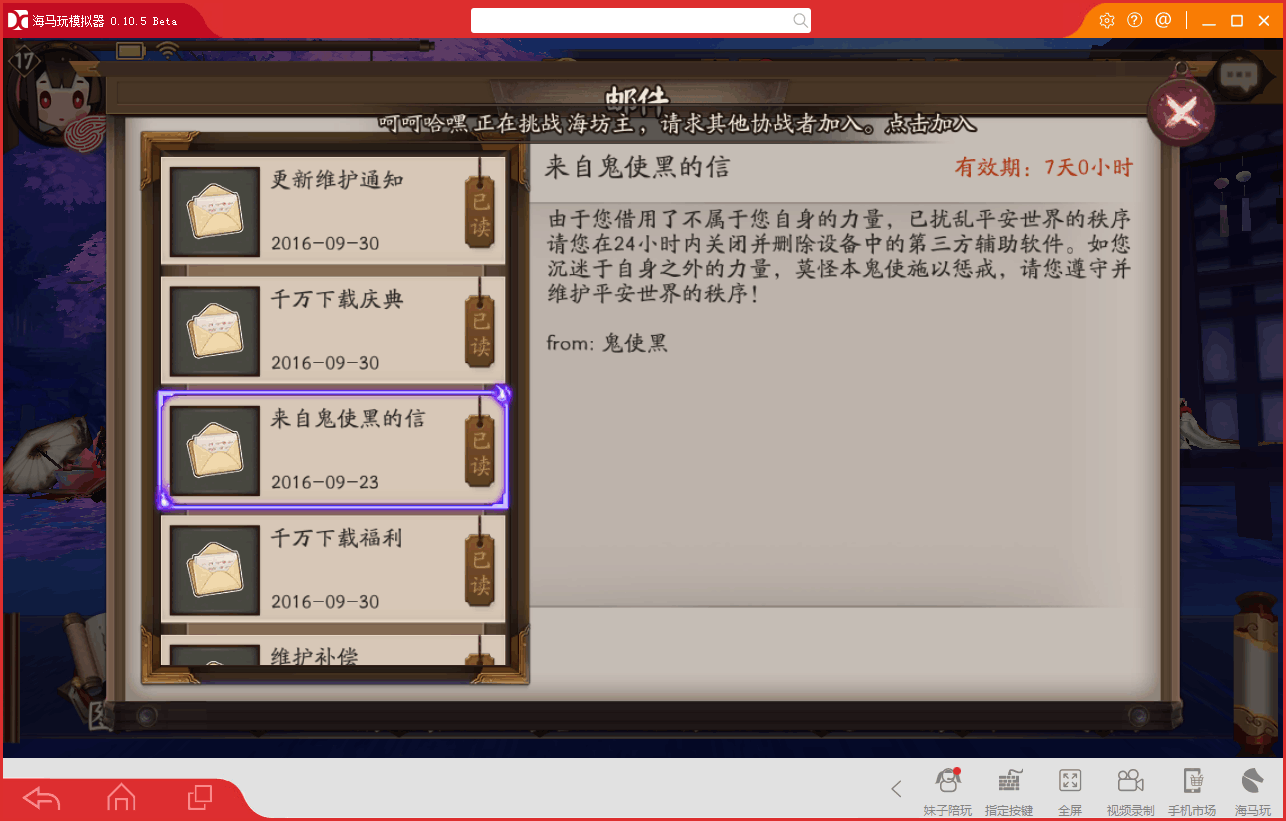 海马玩模拟器 0.10.5 Beta
17
邮件
呵呵哈嘿 正在挑战 海坊主，请求其他协战者加入。点击加入
更新维护通知
2016-09-30
已读
千万下载庆典
2016-09-30
已读
来自鬼使黑的信
2016-09-23
已读
千万下载福利
2016-09-30
已读
维护补偿
来自鬼使黑的信
有效期：7天0小时
由于您借用了不属于您自身的力量，已扰乱平安世界的秩序
请您在24小时内关闭并删除设备中的第三方辅助软件。如您
沉迷于自身之外的力量，莫怪本鬼使施以惩戒，请您遵守并
维护平安世界的秩序！
from: 鬼使黑
妹子陪玩
指定按键
全屏
视频录制
手机市场
海马玩